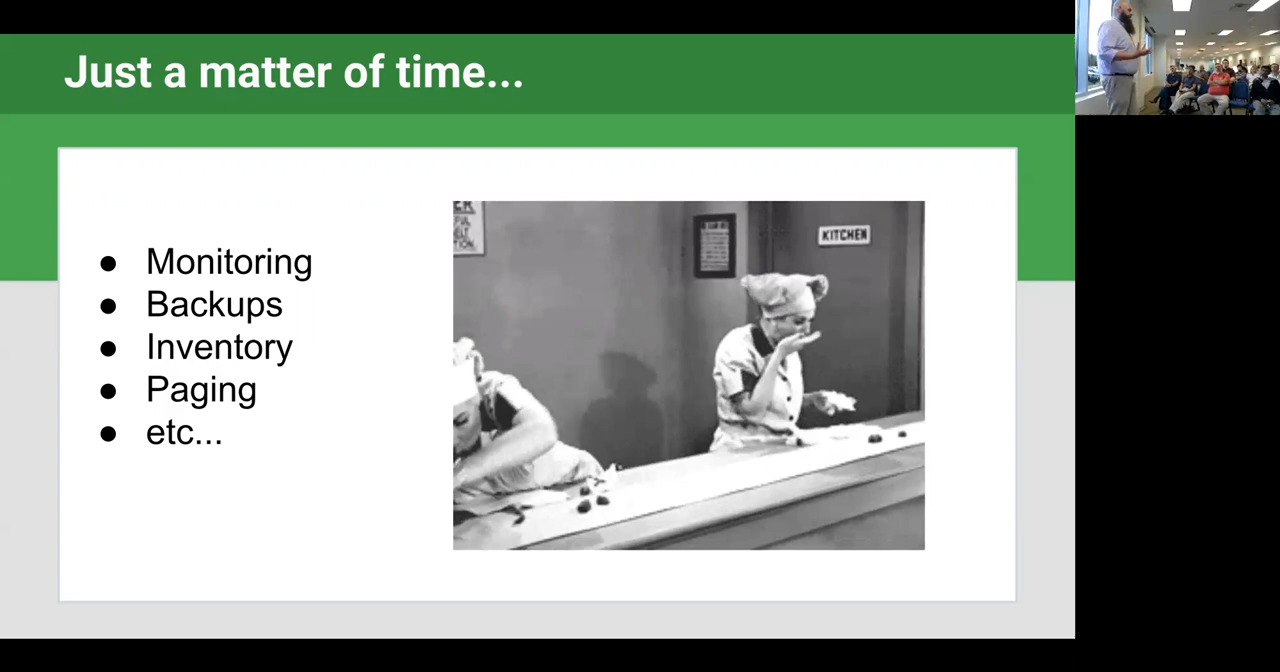 Just a matter of time...
● Monitoring
● Backups
● Inventory
● Paging
● etc...
KITCHEN